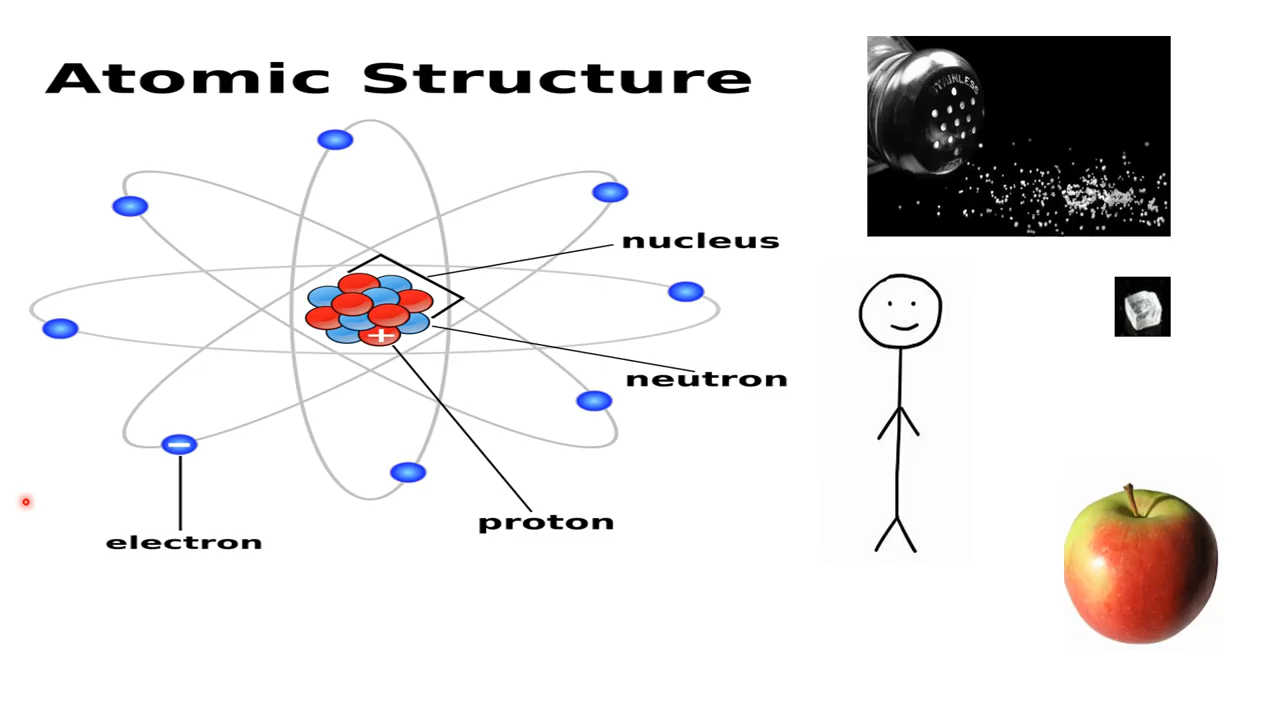 Atomic Structure
nucleus
neutron
proton
electron
+
−